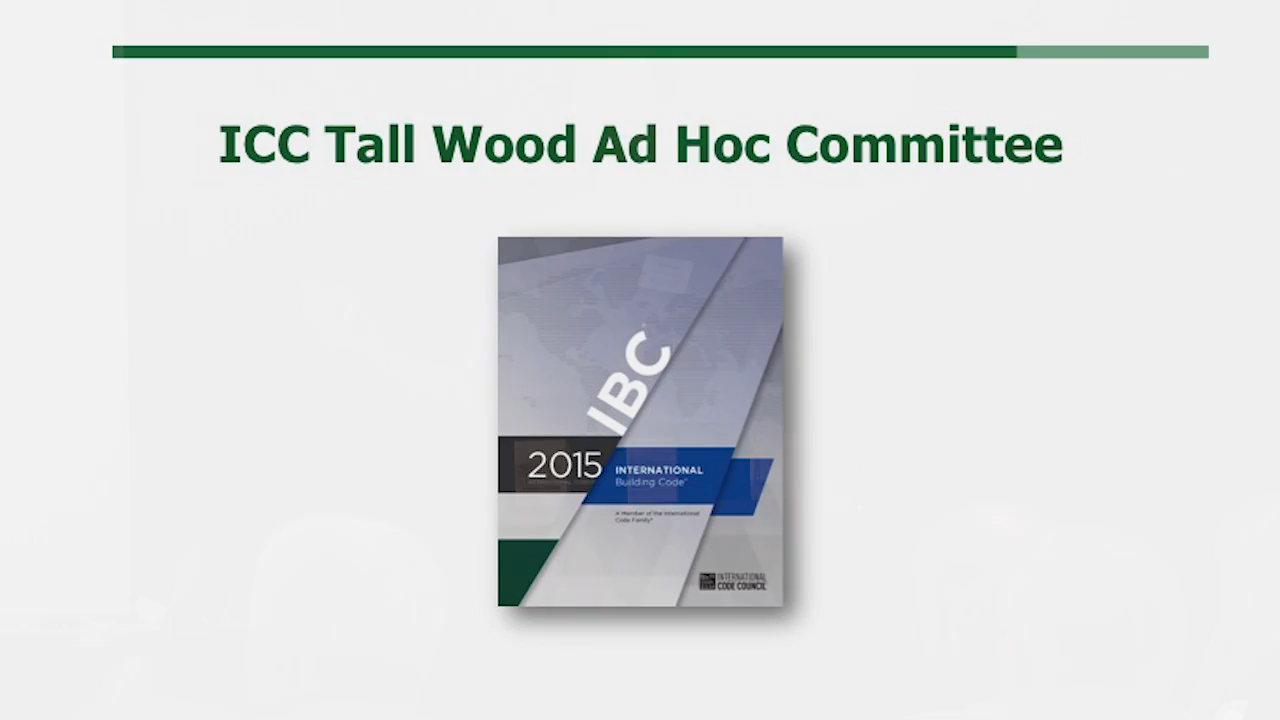 ICC Tall Wood Ad Hoc Committee
IBC
2015
INTERNATIONAL
Building Code
A Member of the International
Code Family®
INTERNATIONAL
CODE COUNCIL